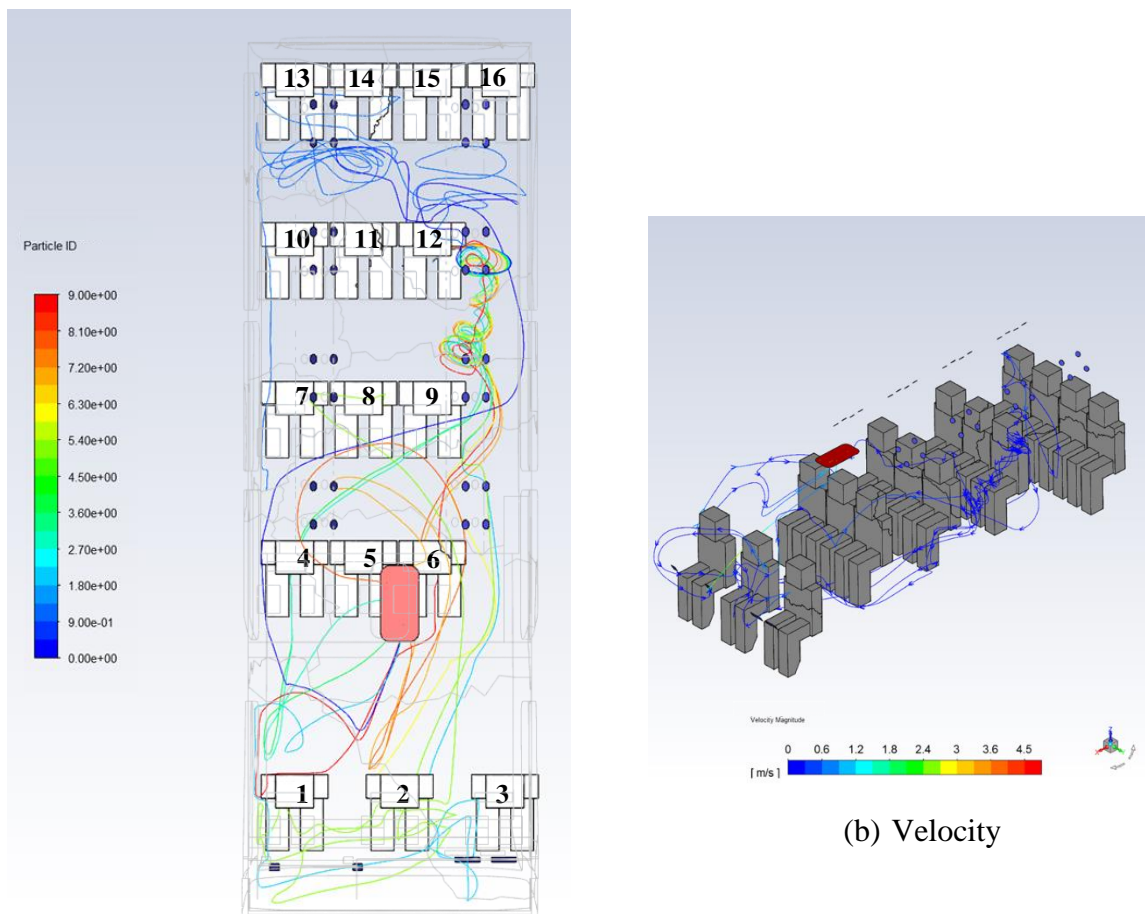 13 14 15 16
Particle ID
10 11 12
9.00e+00
8.10e+00
7.20e+00
6.30e+00
5.40e+00
4.50e+00
3.60e+00
2.70e+00
1.80e+00
9.00e-01
0.00e+00
7 8 9
4 5 6
1 2 3
Velocity Magnitude
0 0.6 1.2 1.8 2.4 3 3.6 4.5
[ m/s ]
(b) Velocity